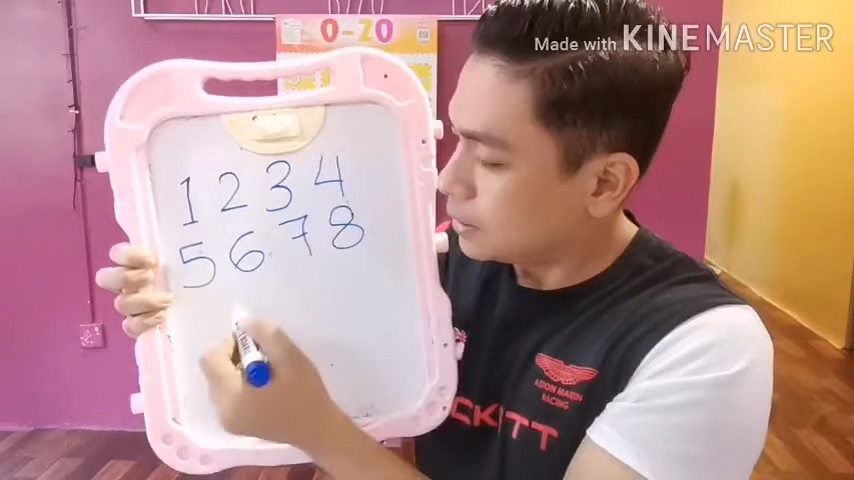 Made with KINEMASTER
0-20
1 2 3 4
5 6 7 8
ASTON MARTIN
RACING